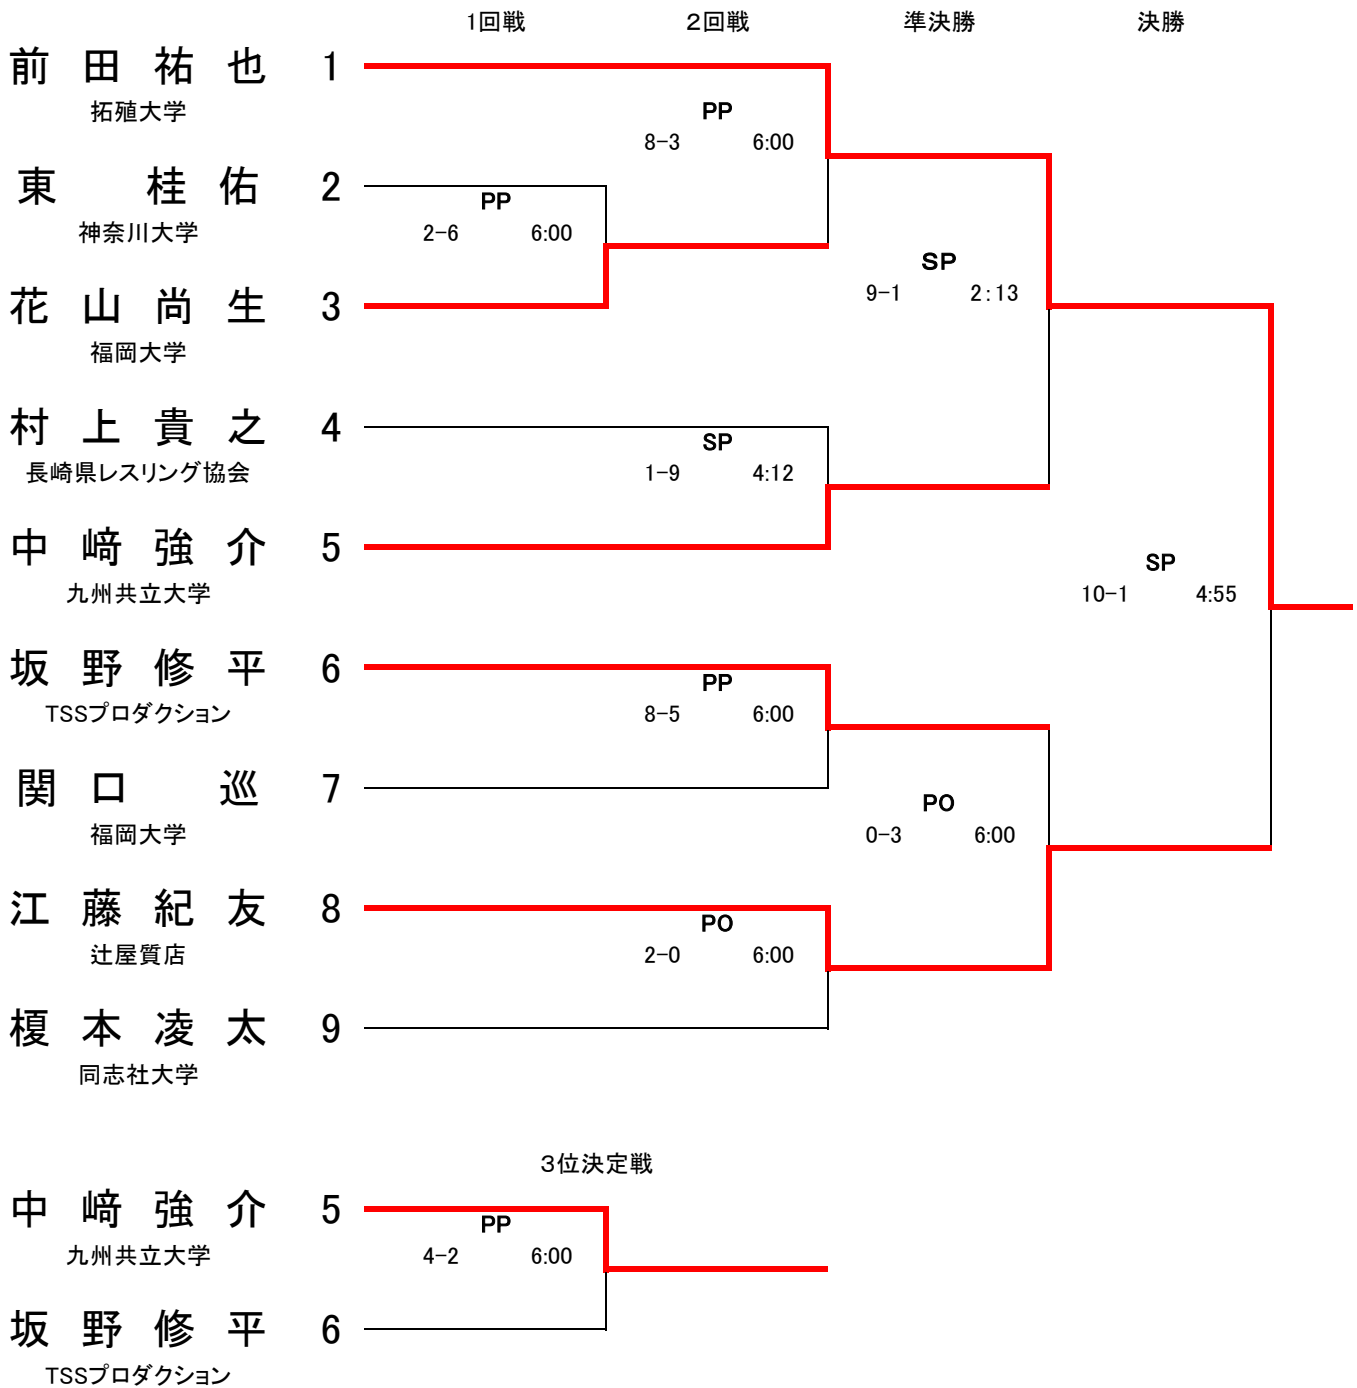 1回戦 2回戦 準決勝 決勝
前田祐也 1
拓殖大学
PP
8-3 6:00
東 桂佑 2
神奈川大学
PP
2-6 6:00
花山尚生 3
福岡大学
SP
9-1 2:13
村上貴之 4
長崎県レスリング協会
SP
1-9 4:12
中﨑強介 5
九州共立大学
SP
10-1 4:55
坂野修平 6
TSSプロダクション
PP
8-5 6:00
関口 巡 7
福岡大学
PO
0-3 6:00
江藤紀友 8
辻屋質店
PO
2-0 6:00
榎本凌太 9
同志社大学
3位決定戦
中﨑強介 5
九州共立大学
PP
4-2 6:00
坂野修平 6
TSSプロダクション